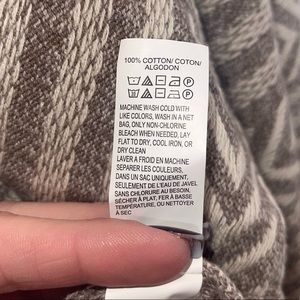 100% COTTON/ COTON/
ALGODON
MACHINE WASH COLD WITH
LIKE COLORS, WASH IN A NET
BAG, ONLY NON-CHLORINE
BLEACH WHEN NEEDED, LAY
FLAT TO DRY, COOL IRON, OR
DRY CLEAN
LAVER A FROID EN MACHINE
SEPARER LES COULEURS.
DANS UN SAC UNIQUEMENT.
SEULEMENT DE L'EAU DE JAVEL
SANS CHLORURE AU BESOIN,
SÉCHER À PLAT, FER À BASSE
TEMPÉRATURE, OU NETTOYER
À SEC